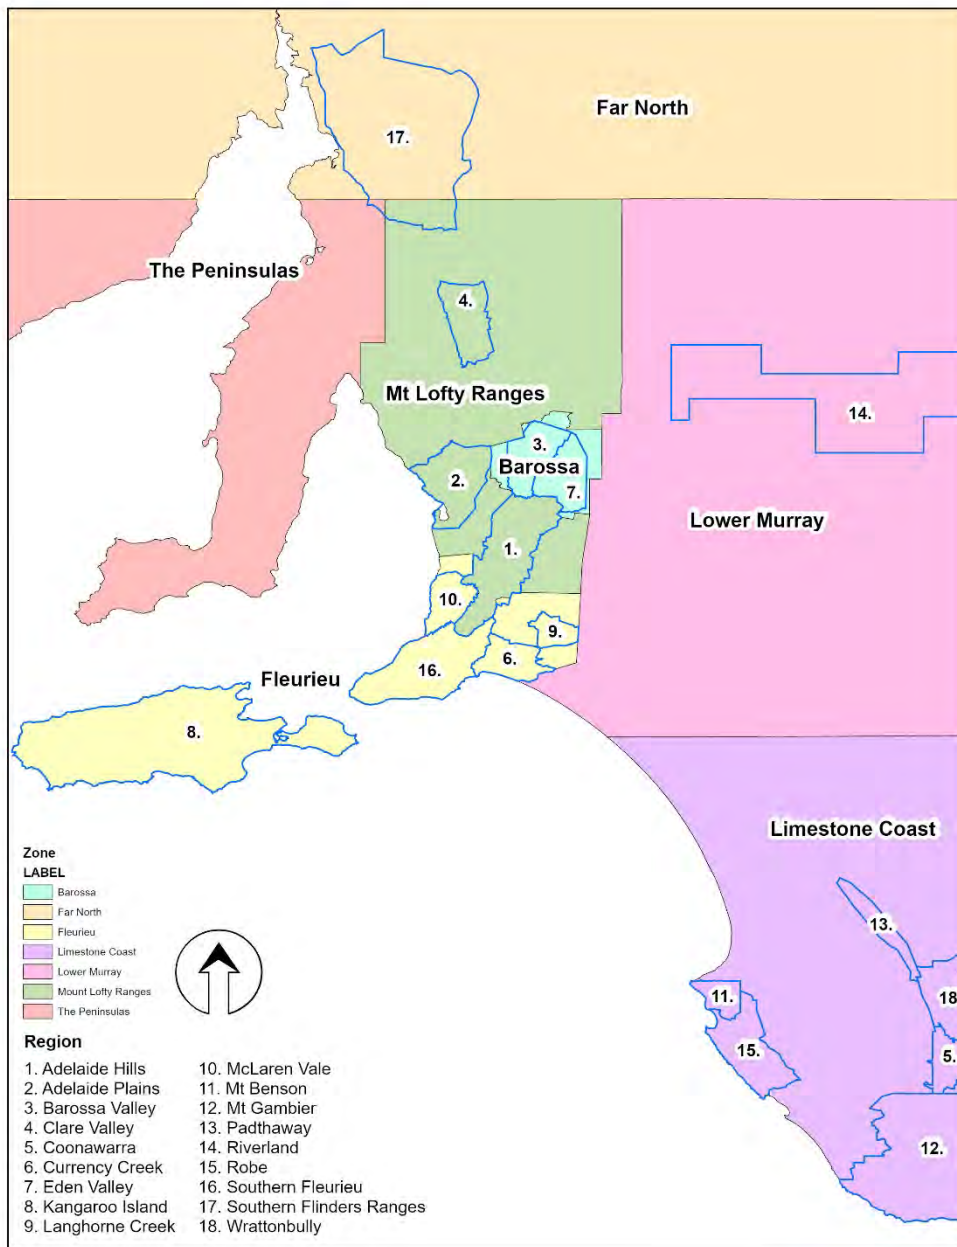 Far North
17.
The Peninsulas
4.
Mt Lofty Ranges
14.
3.
Barossa
2.
7.
Lower Murray
1.
10.
9.
6.
16.
Fleurieu
8.
Limestone Coast
13.
11.
18
15.
5.
12.
Zone
LABEL
Barossa
Far North
Fleurieu
Limestone Coast
Lower Murray
Mount Lofty Ranges
The Peninsulas
Region
1. Adelaide Hills
2. Adelaide Plains
3. Barossa Valley
4. Clare Valley
5. Coonawarra
6. Currency Creek
7. Eden Valley
8. Kangaroo Island
9. Langhorne Creek
10. McLaren Vale
11. Mt Benson
12. Mt Gambier
13. Padthaway
14. Riverland
15. Robe
16. Southern Fleurieu
17. Southern Flinders Ranges
18. Wrattonbully